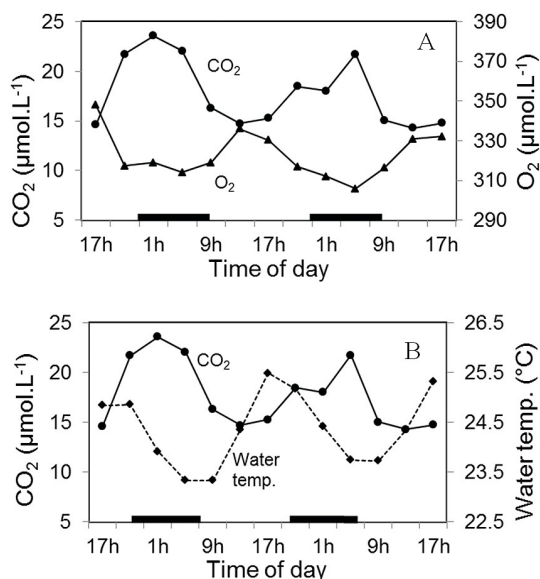 A
25
20
15
10
5
CO₂ (µmol.L⁻¹)
CO₂
O₂
390
370
350
330
310
290
O₂ (µmol.L⁻¹)
17h 1h 9h 17h 1h 9h 17h
Time of day
B
25
20
15
10
5
CO₂ (µmol.L⁻¹)
CO₂
Water
temp.
26.5
25.5
24.5
23.5
22.5
Water temp. (°C)
17h 1h 9h 17h 1h 9h 17h
Time of day